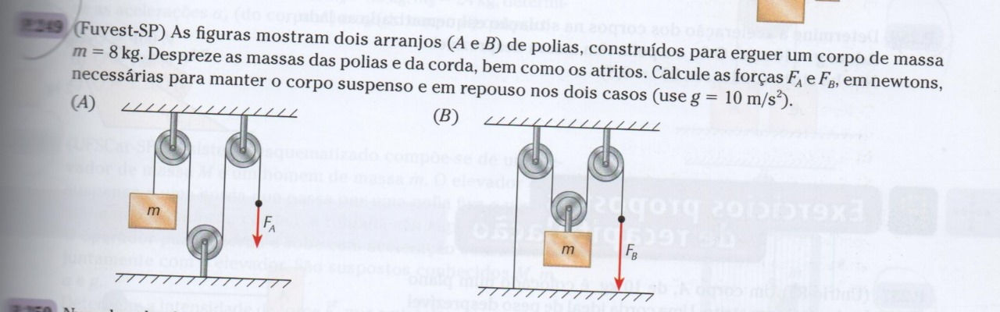 P.249 (Fuvest-SP) As figuras mostram dois arranjos (A e B) de polias, construídos para erguer um corpo de massa
m = 8 kg. Despreze as massas das polias e da corda, bem como os atritos. Calcule as forças F_A e F_B, em newtons,
necessárias para manter o corpo suspenso e em repouso nos dois casos (use g = 10 m/s²).
(A)
(B)
m
F_A
m
F_B